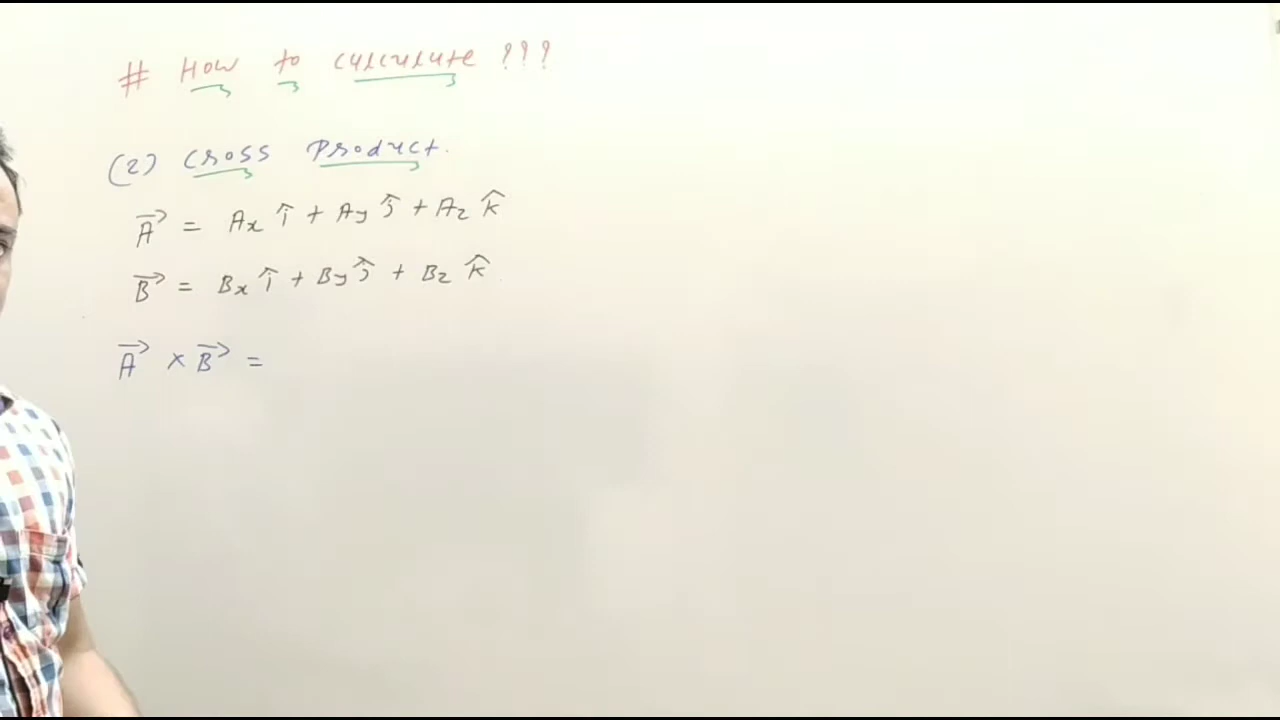 # How to calculate ???
(2) Cross Product.
A⃗ = Ax î + Ay ĵ + Az k̂
B⃗ = Bx î + By ĵ + Bz k̂
A⃗ × B⃗ =